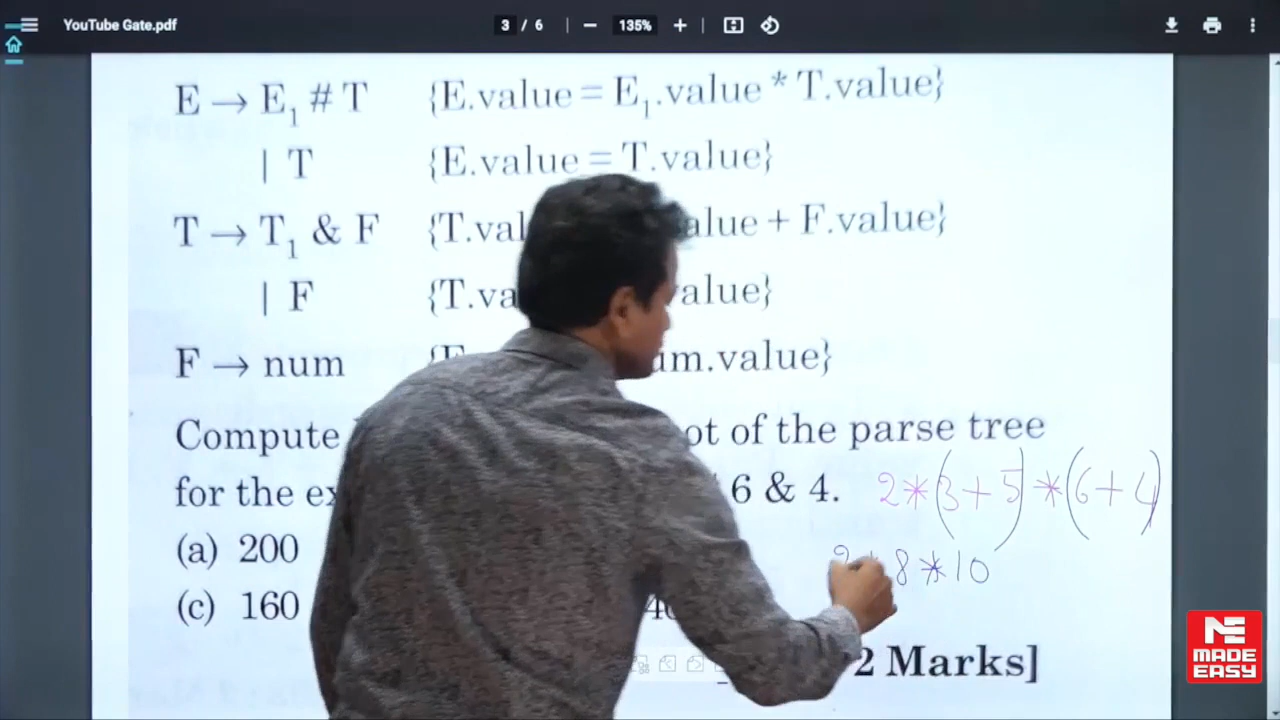 YouTube Gate.pdf 3 / 6 135%
E → E₁ # T {E.value = E₁.value * T.value}
| T {E.value = T.value}
T → T₁ & F {T.val alue + F.value}
| F {T.va alue}
F → num um.value}
Compute ot of the parse tree
for the ex 6 & 4. 2*(3+5)*(6+4)
(a) 200 8*10
(c) 160
2 Marks]
MADE
EASY